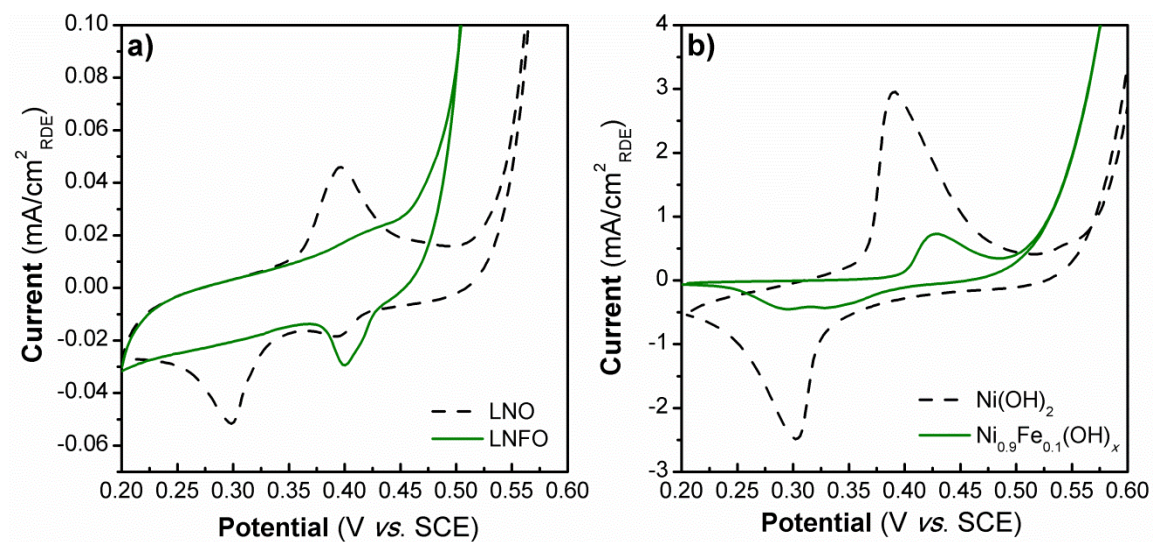 a)
Current (mA/cm²RDE)
0.10
0.08
0.06
0.04
0.02
0.00
-0.02
-0.04
-0.06
LNO
LNFO
0.20 0.25 0.30 0.35 0.40 0.45 0.50 0.55 0.60
Potential (V vs. SCE)
b)
Current (mA/cm²RDE)
4
3
2
1
0
-1
-2
-3
Ni(OH)₂
Ni₀.₉Fe₀.₁(OH)ₓ
0.20 0.25 0.30 0.35 0.40 0.45 0.50 0.55 0.60
Potential (V vs. SCE)